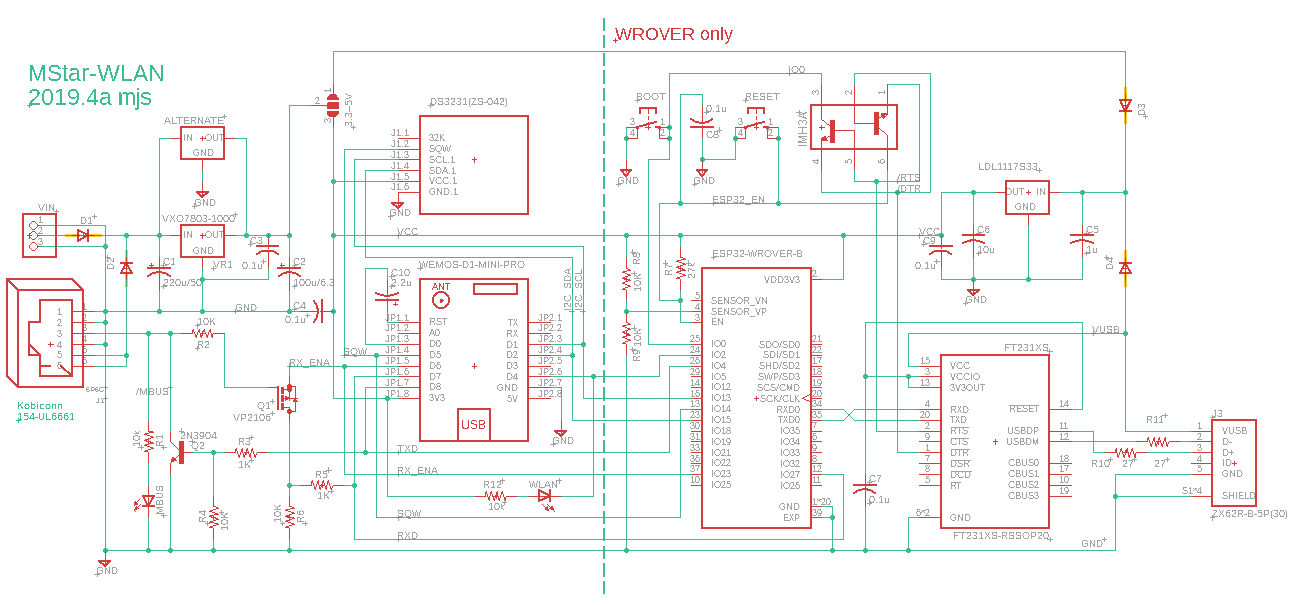 WROVER only
MStar-WLAN
2019.4a mjs
IO0
BOOT
RESET
0.1u
C8
3 1
4 2
3 1
4 2
IMH3A
3
2
1
4
5
6
D3
1
2
3
3.3-5V
DS3231(ZS-042)
J1.1 32K
J1.2 SQW
J1.3 SCL.1
J1.4 SDA.1
J1.5 VCC.1
J1.6 GND.1
GND
ALTERNATE
IN OUT
GND
GND
GND
GND
/RTS
/DTR
ESP32_EN
LDL1117S33
OUT IN
GND
VIN
1
2
3
D1
D2
VXO7803-1000
IN OUT
GND
VR1
C1
220u/50
C3
0.1u
C2
100u/6.3
C4
0.1u
VCC
VCC
C9
0.1u
C6
10u
C5
1u
D4
GND
WEMOS-D1-MINI-PRO
C10
2.2u
ANT
I2C_SDA
I2C_SCL
R8
10K
R7
27K
R9
10K
ESP32-WROVER-B
VDD3V3 2
5 SENSOR_VN
4 SENSOR_VP
3 EN
GND
1
2
3
4
5
6
10K
R2
JP1.1 RST
JP1.2 A0
JP1.3 D0
JP1.4 D5
JP1.5 D6
JP1.6 D7
JP1.7 D8
JP1.8 3V3
TX JP2.1
RX JP2.2
D1 JP2.3
D2 JP2.4
D3 JP2.5
D4 JP2.6
GND JP2.7
5V JP2.8
USB
GND
SQW
RX_ENA
VUSB
25 IO0
24 IO2
26 IO4
29 IO5
14 IO12
16 IO13
13 IO14
23 IO15
30 IO18
31 IO19
33 IO21
36 IO22
37 IO23
10 IO25
SDO/SD0 21
SDI/SD1 22
SHD/SD2 17
SWP/SD3 18
SCS/CMD 19
SCK/CLK 20
RXD0 34
TXD0 35
IO35 7
IO34 6
IO33 9
IO32 8
IO27 12
IO26 11
GND 1*20
EXP 39
FT231XS
15 VCC
VCCIO
13 3V3OUT
4 RXD
20 TXD
2 RTS
9 CTS
1 DTR
7 DSR
8 DCD
5 RI
6*2 GND
RESET 14
USBDP 11
USBDM 12
CBUS0 18
CBUS1 17
CBUS2 10
CBUS3 19
FT231XS-RSSOP20
Kobiconn
154-UL6661
J1
/MBUS
Q1
VP2106
10k
R1
2N3904
Q2
R3
1K
TXD
RX_ENA
R5
1K
R12
10K
WLAN
MBUS
R4
10K
10K
R6
SQW
RXD
C7
0.1u
R11
27
R10
27
J3
1 VUSB
2 D-
3 D+
4 ID
5 GND
S1*4 SHIELD
ZX62R-B-5P(30)
GND
GND